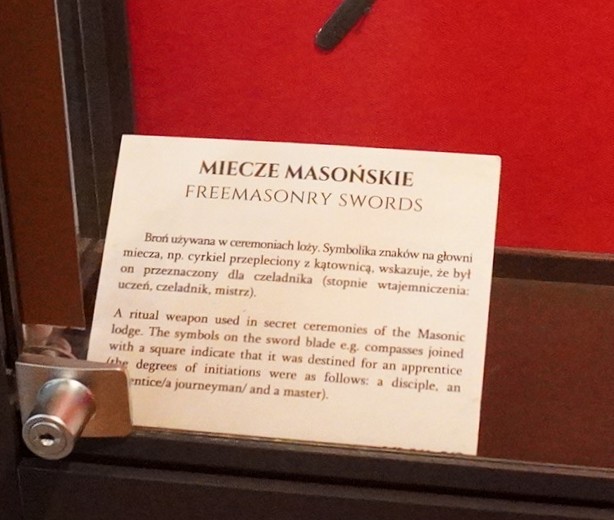 MIECZE MASOŃSKIE
FREEMASONRY SWORDS
Broń używana w ceremoniach loży. Symbolika znaków na głowni
miecza, np. cyrkiel przepleciony z kątownicą, wskazuje, że był
on przeznaczony dla czeladnika (stopnie wtajemniczenia:
uczeń, czeladnik, mistrz).
A ritual weapon used in secret ceremonies of the Masonic
lodge. The symbols on the sword blade e.g. compasses joined
with a square indicate that it was destined for an apprentice
(the degrees of initiations were as follows: a disciple, an
entice/a journeyman/ and a master).